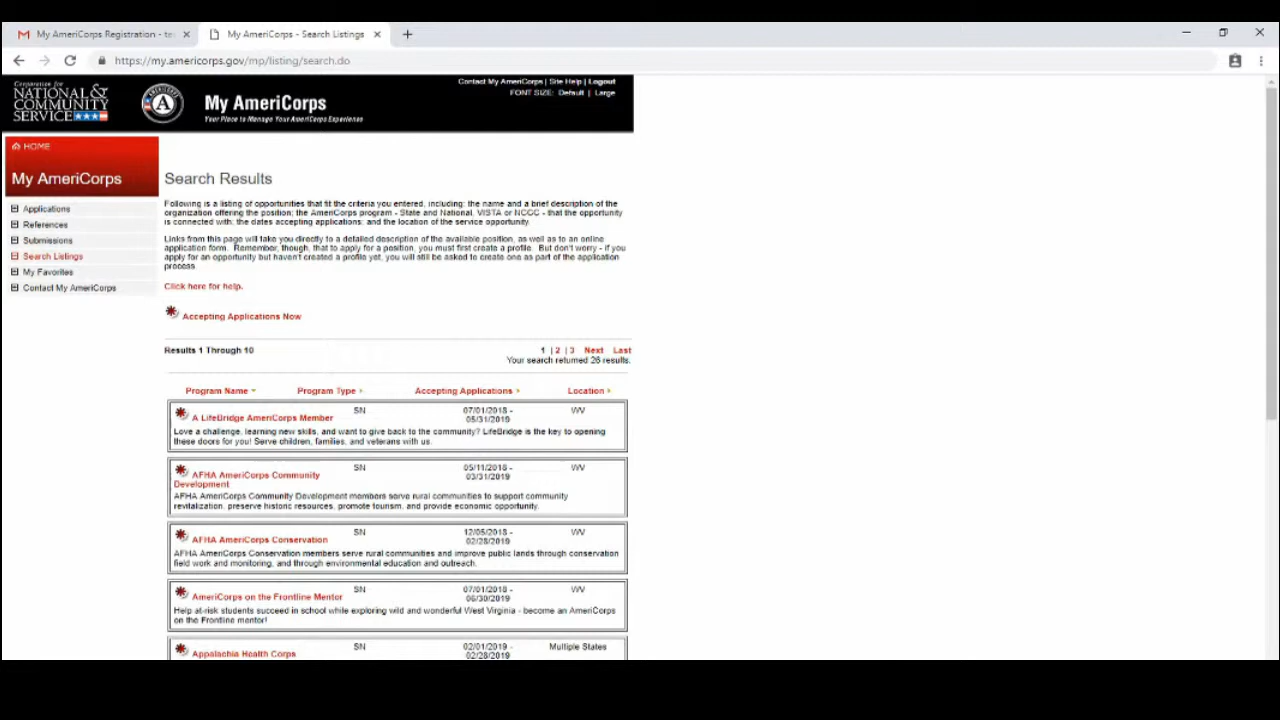 My AmeriCorps Registration - te
My AmeriCorps - Search Listings
https://my.americorps.gov/mp/listing/search.do
Contact My AmeriCorps | Site Help | Logout
FONT SIZE: Default | Large
Corporation for
NATIONAL &
COMMUNITY
SERVICE
A
My AmeriCorps
Your Place to Manage Your AmeriCorps Experience
HOME
My AmeriCorps
Applications
References
Submissions
Search Listings
My Favorites
Contact My AmeriCorps
Search Results
Following is a listing of opportunities that fit the criteria you entered, including: the name and a brief description of the
organization offering the position; the AmeriCorps program - State and National, VISTA or NCCC - that the opportunity
is connected with; the dates accepting applications; and the location of the service opportunity.
Links from this page will take you directly to a detailed description of the available position, as well as to an online
application form. Remember, though, that to apply for a position, you must first create a profile. But don't worry - if you
apply for an opportunity but haven't created a profile yet, you will still be asked to create one as part of the application
process.
Click here for help.
Accepting Applications Now
Results 1 Through 10
1 | 2 | 3 Next Last
Your search returned 26 results.
Program Name Program Type Accepting Applications Location
A LifeBridge AmeriCorps Member SN 07/01/2018 - 05/31/2019 WV
Love a challenge, learning new skills, and want to give back to the community? LifeBridge is the key to opening
these doors for you! Serve children, families, and veterans with us.
AFHA AmeriCorps Community Development SN 05/11/2018 - 03/31/2019 WV
AFHA AmeriCorps Community Development members serve rural communities to support community
revitalization, preserve historic resources, promote tourism, and provide economic opportunity.
AFHA AmeriCorps Conservation SN 12/05/2018 - 02/28/2019 WV
AFHA AmeriCorps Conservation members serve rural communities and improve public lands through conservation
field work and monitoring, and through environmental education and outreach.
AmeriCorps on the Frontline Mentor SN 07/01/2018 - 06/30/2019 WV
Help at-risk students succeed in school while exploring wild and wonderful West Virginia - become an AmeriCorps
on the Frontline mentor!
Appalachia Health Corps SN 02/01/2019 - 02/28/2019 Multiple States